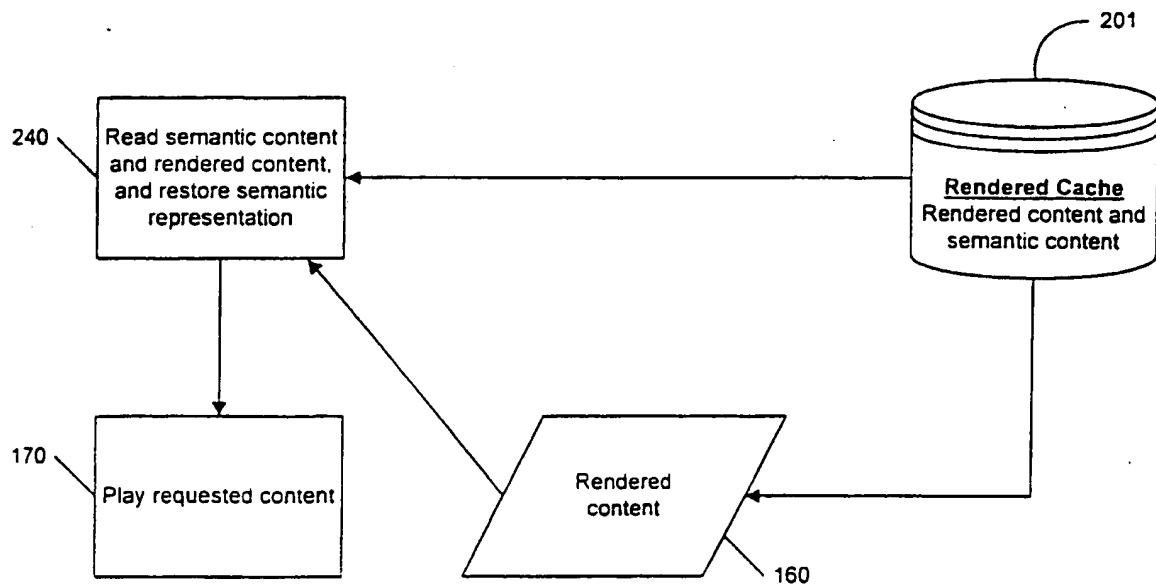 201
240
Read semantic content
and rendered content,
and restore semantic
representation
Rendered Cache
Rendered content and
semantic content
170
Play requested content
Rendered
content
160